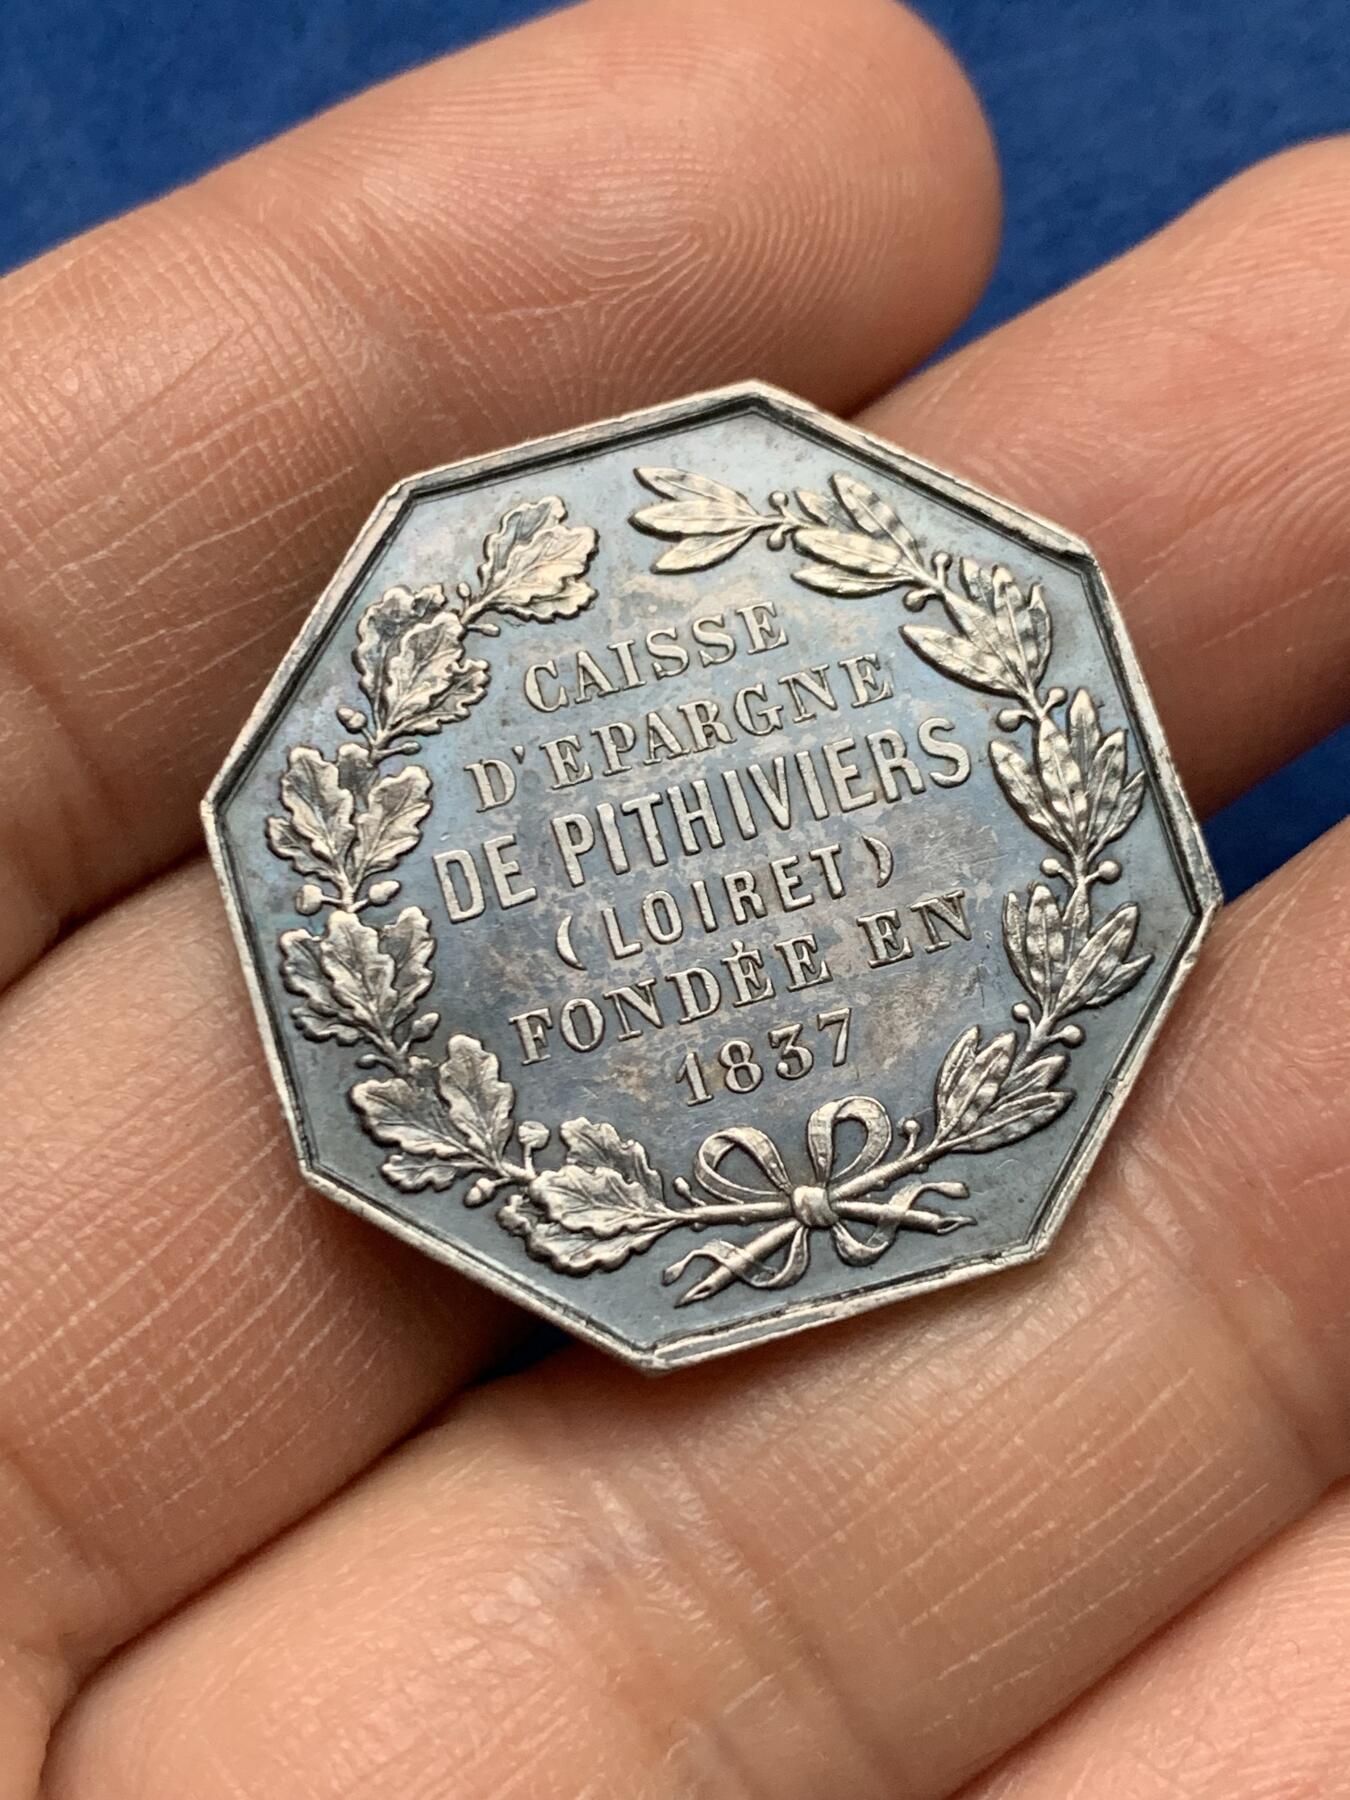 CAISSE
D'EPARGNE
DE PITHIVIERS
(LOIRET)
FONDÉE EN
1837